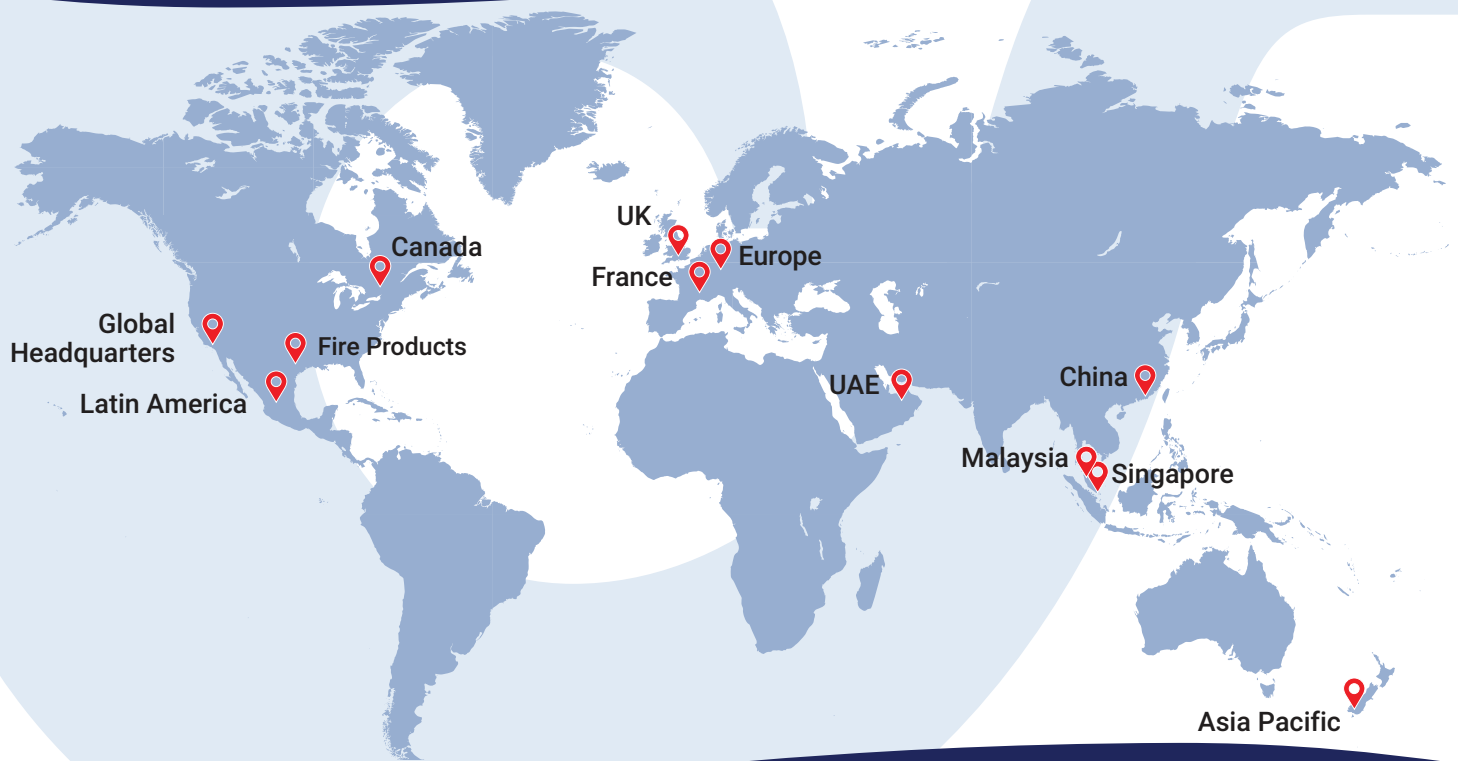 UK
Canada
Europe
France
Global
Headquarters
Fire Products
UAE
China
Latin America
Malaysia
Singapore
Asia Pacific